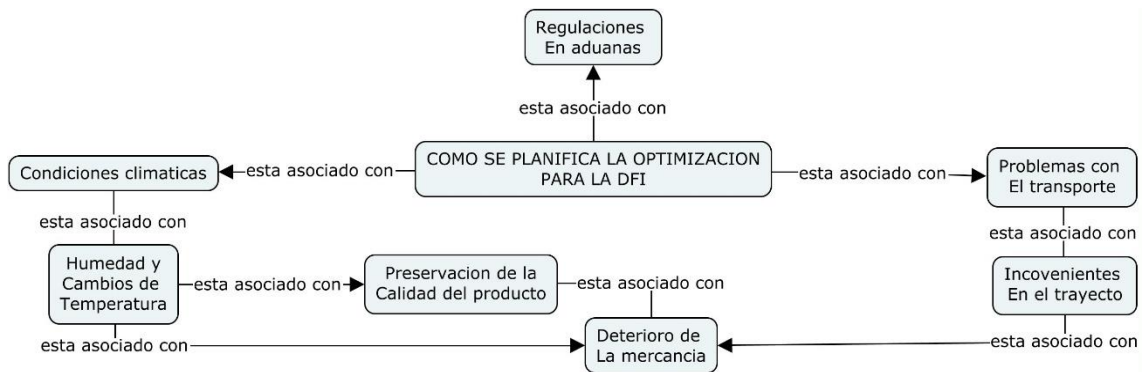 Regulaciones
En aduanas
esta asociado con
COMO SE PLANIFICA LA OPTIMIZACION
PARA LA DFI
esta asociado con
Condiciones climaticas
esta asociado con
Problemas con
El transporte
esta asociado con
esta asociado con
Humedad y
Cambios de
Temperatura
esta asociado con
Preservacion de la
Calidad del producto
esta asociado con
Incovenientes
En el trayecto
esta asociado con
Deterioro de
La mercancia
esta asociado con